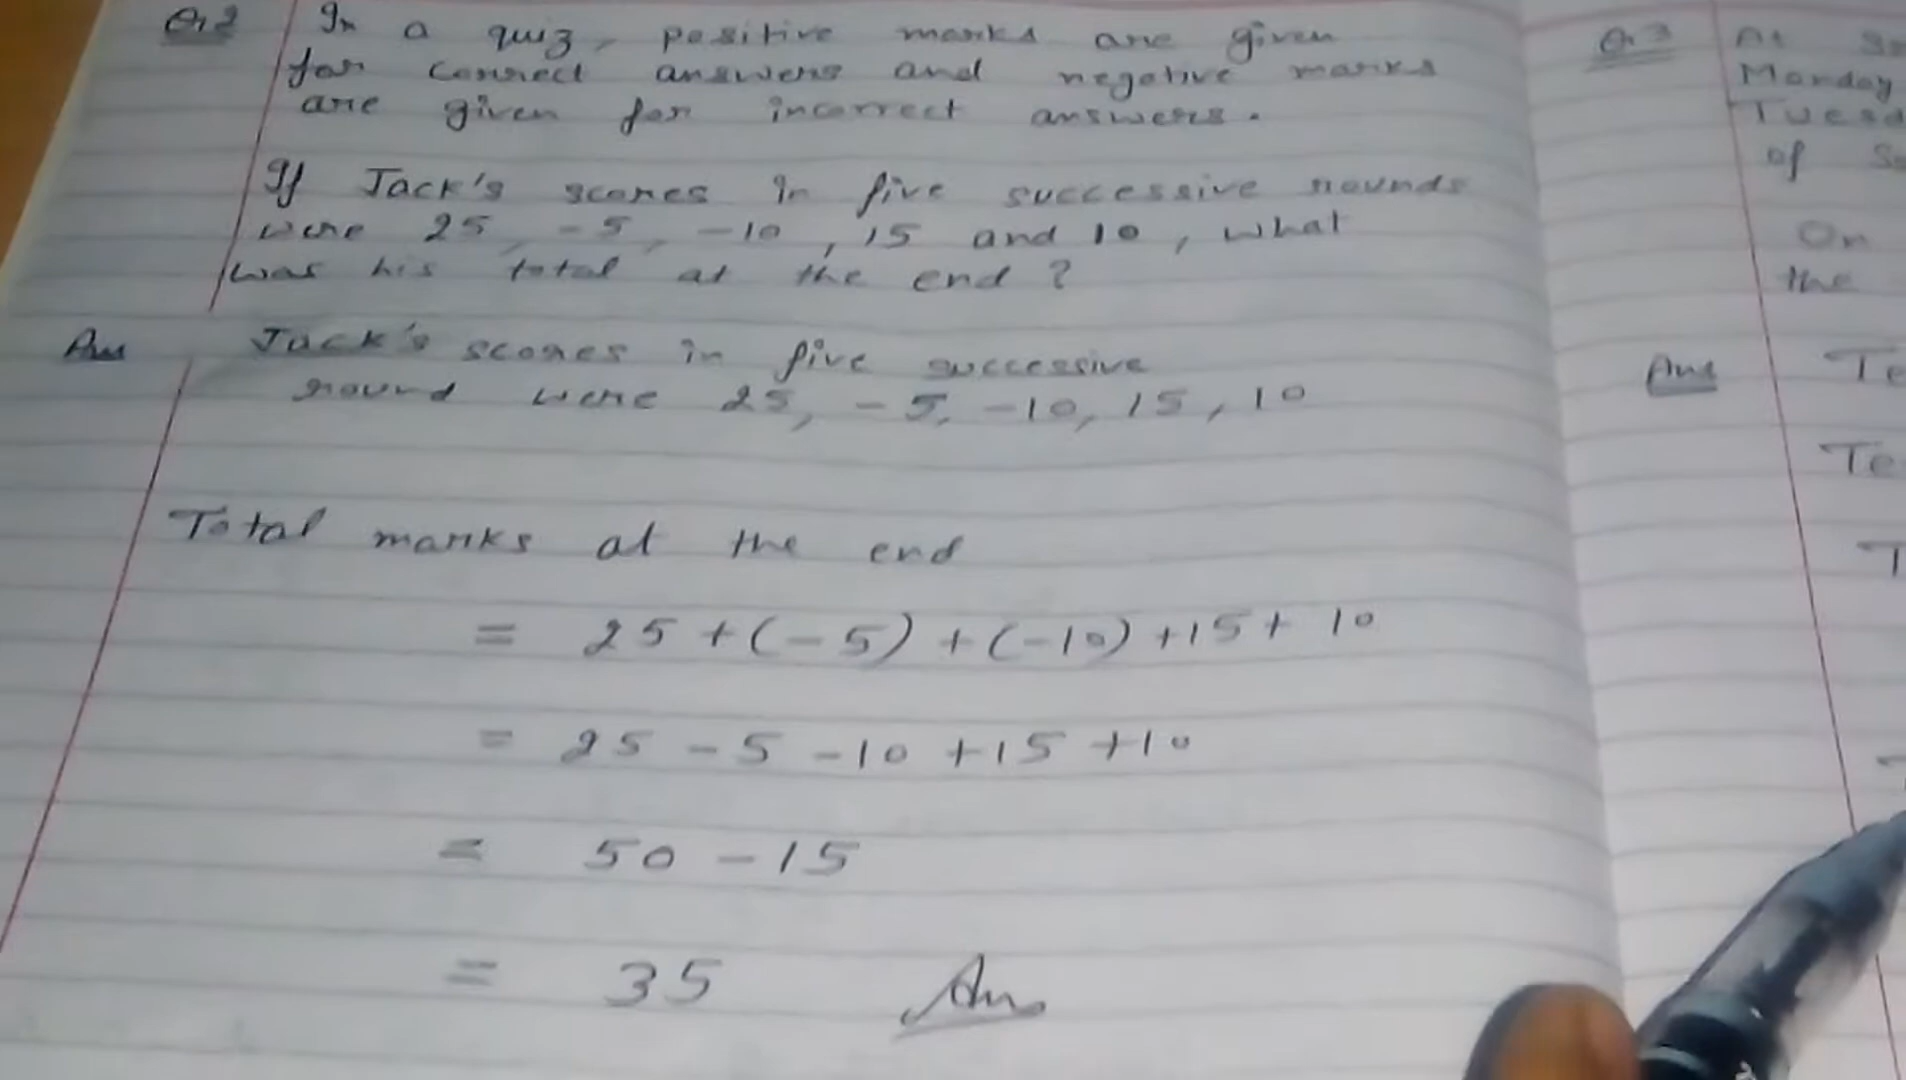 Q.2 In a quiz, positive marks are given
for correct answers and negative marks
are given for incorrect answers.
If Jack's scores in five successive rounds
were 25, -5, -10, 15 and 10, what
was his total at the end?
Ans Jack's scores in five successive
round were 25, -5, -10, 15, 10
Total marks at the end
= 25 + (-5) + (-10) + 15 + 10
= 25 - 5 - 10 + 15 + 10
= 50 - 15
= 35 Ans
Q.3 At
Monday
of
On
the
Ans